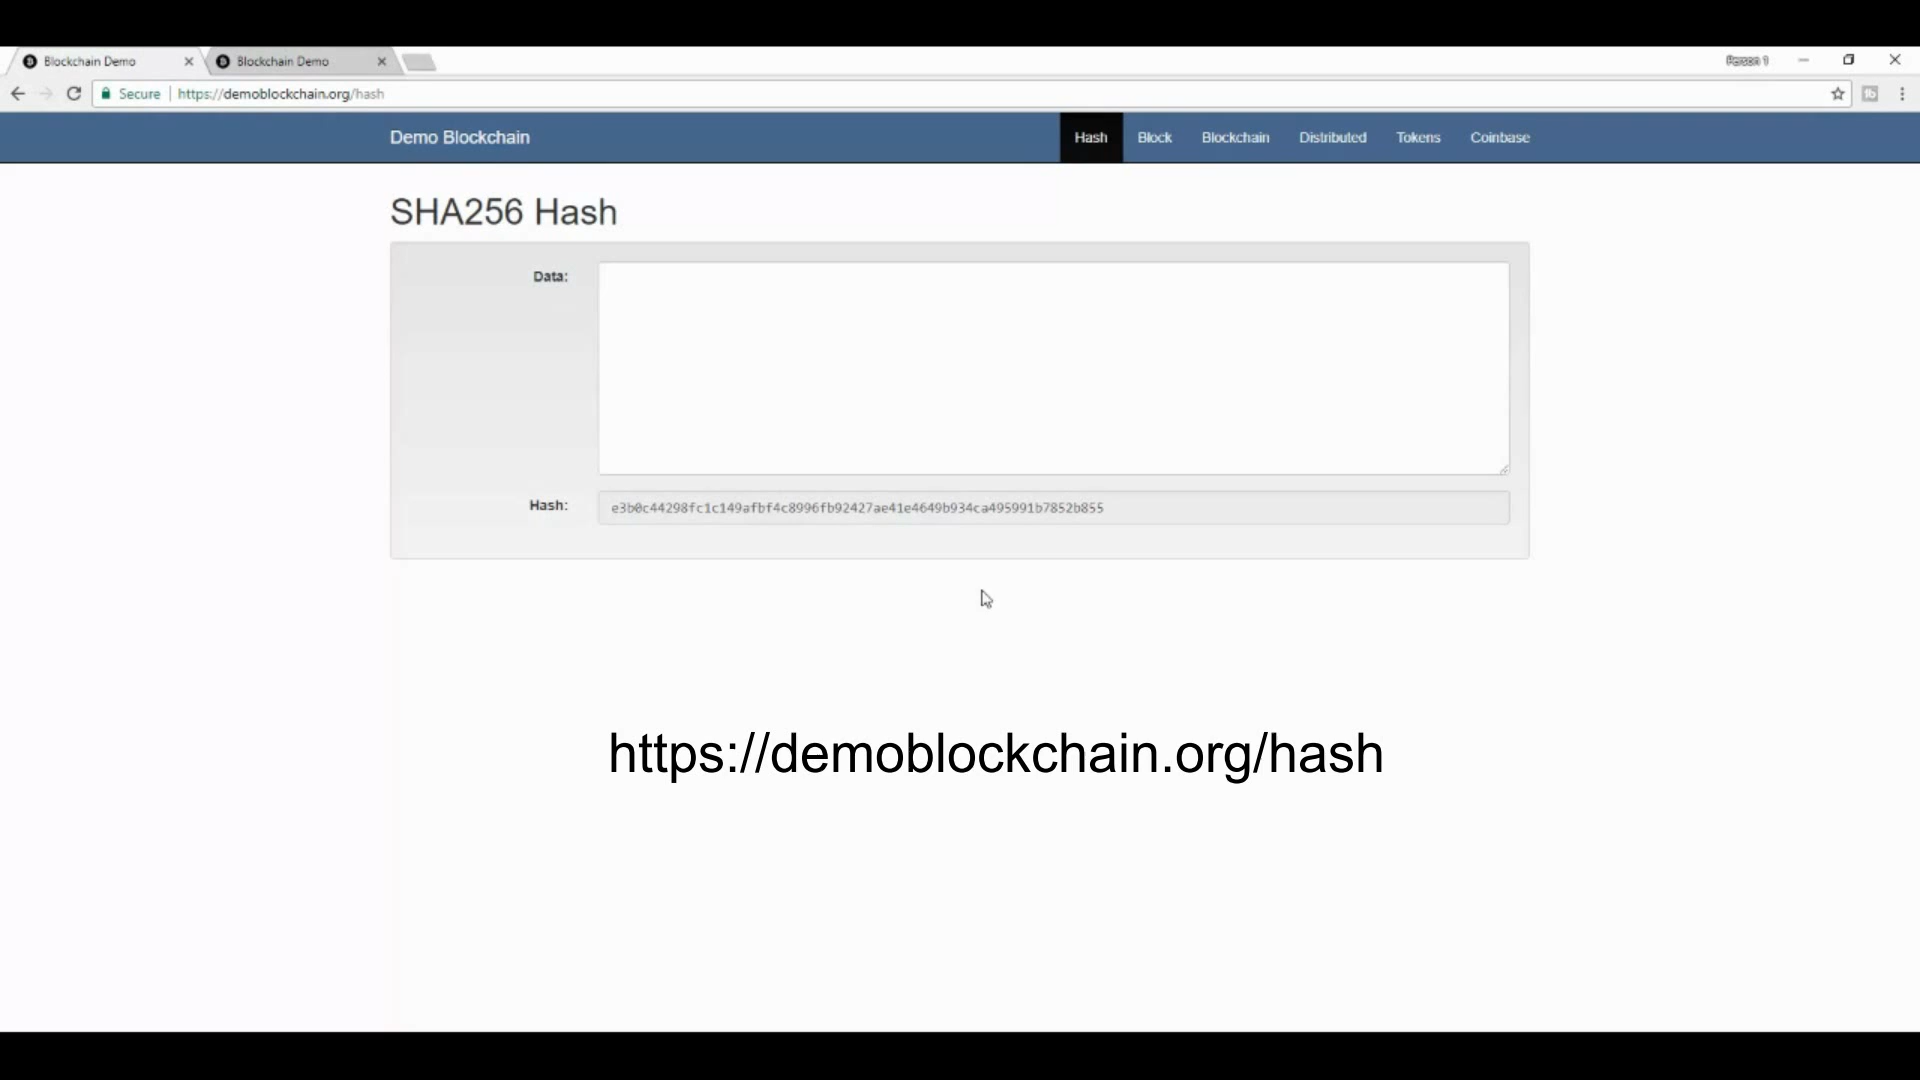 Blockchain Demo
Blockchain Demo
Secure
https://demoblockchain.org/hash
Demo Blockchain
Hash
Block
Blockchain
Distributed
Tokens
Coinbase
SHA256 Hash
Data:
Hash:
e3b0c44298fc1c149afbf4c8996fb92427ae41e4649b934ca495991b7852b855
https://demoblockchain.org/hash